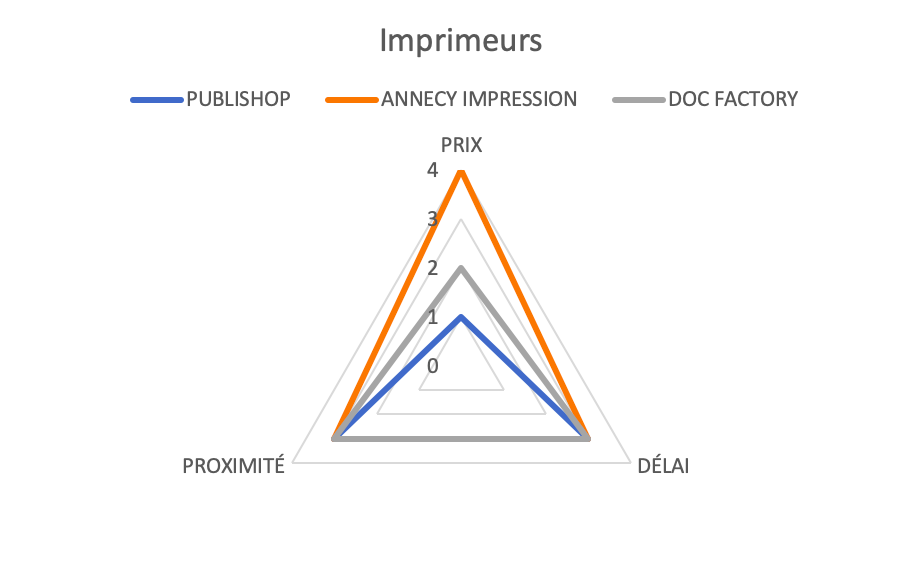 Imprimeurs
PUBLISHOP ANNECY IMPRESSION DOC FACTORY
PRIX
4
3
2
1
0
PROXIMITÉ DÉLAI